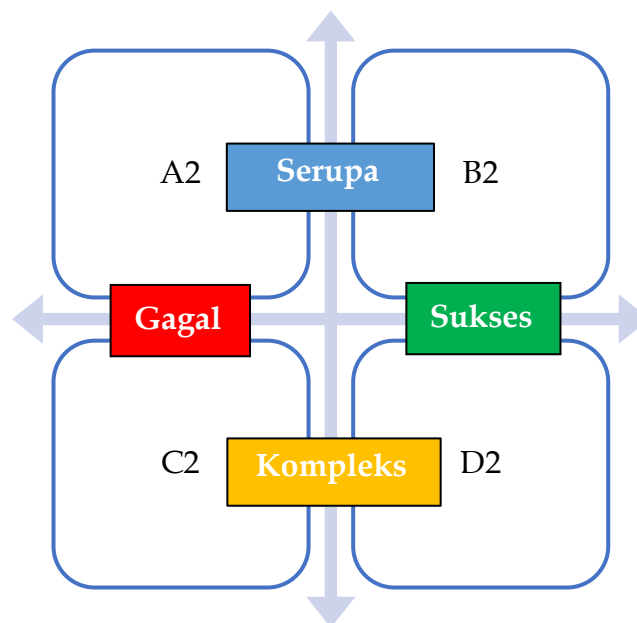 A2
Serupa
B2
Gagal
Sukses
C2
Kompleks
D2